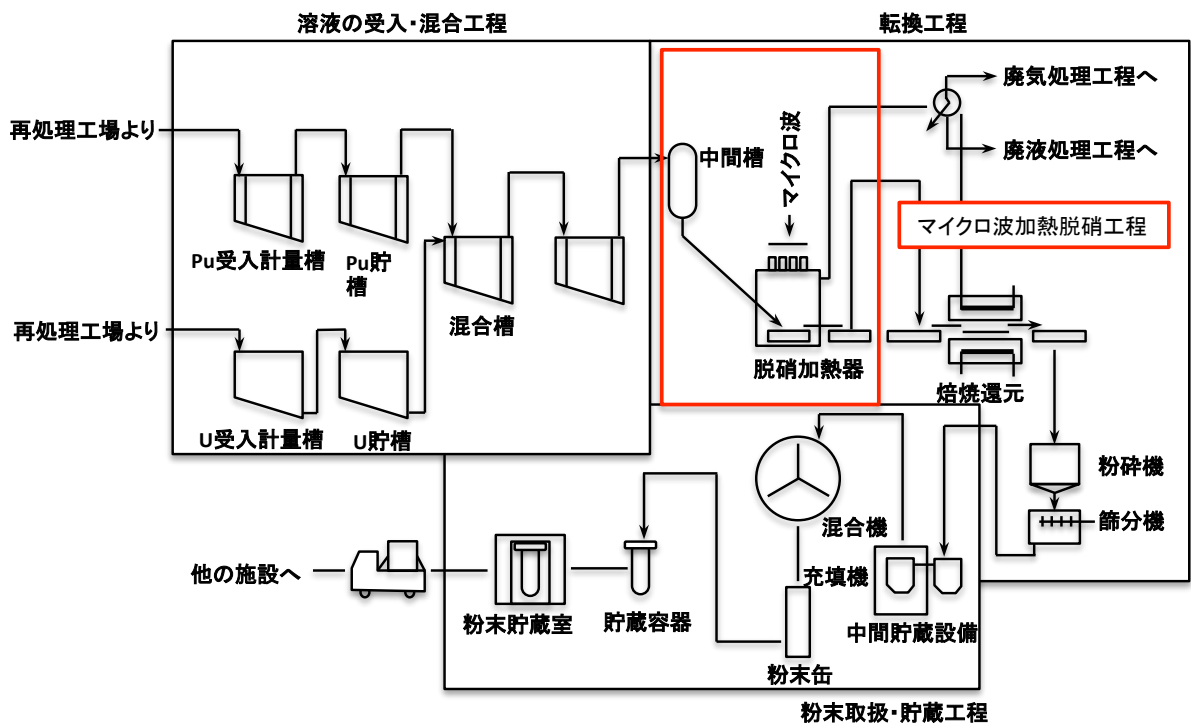 溶液の受入・混合工程
転換工程
再処理工場より
Pu受入計量槽
Pu貯
槽
混合槽
再処理工場より
U受入計量槽
U貯槽
中間槽
マイクロ波
脱硝加熱器
廃気処理工程へ
廃液処理工程へ
マイクロ波加熱脱硝工程
焙焼還元
粉砕機
篩分機
混合機
充填機
中間貯蔵設備
粉末缶
貯蔵容器
粉末貯蔵室
他の施設へ
粉末取扱・貯蔵工程